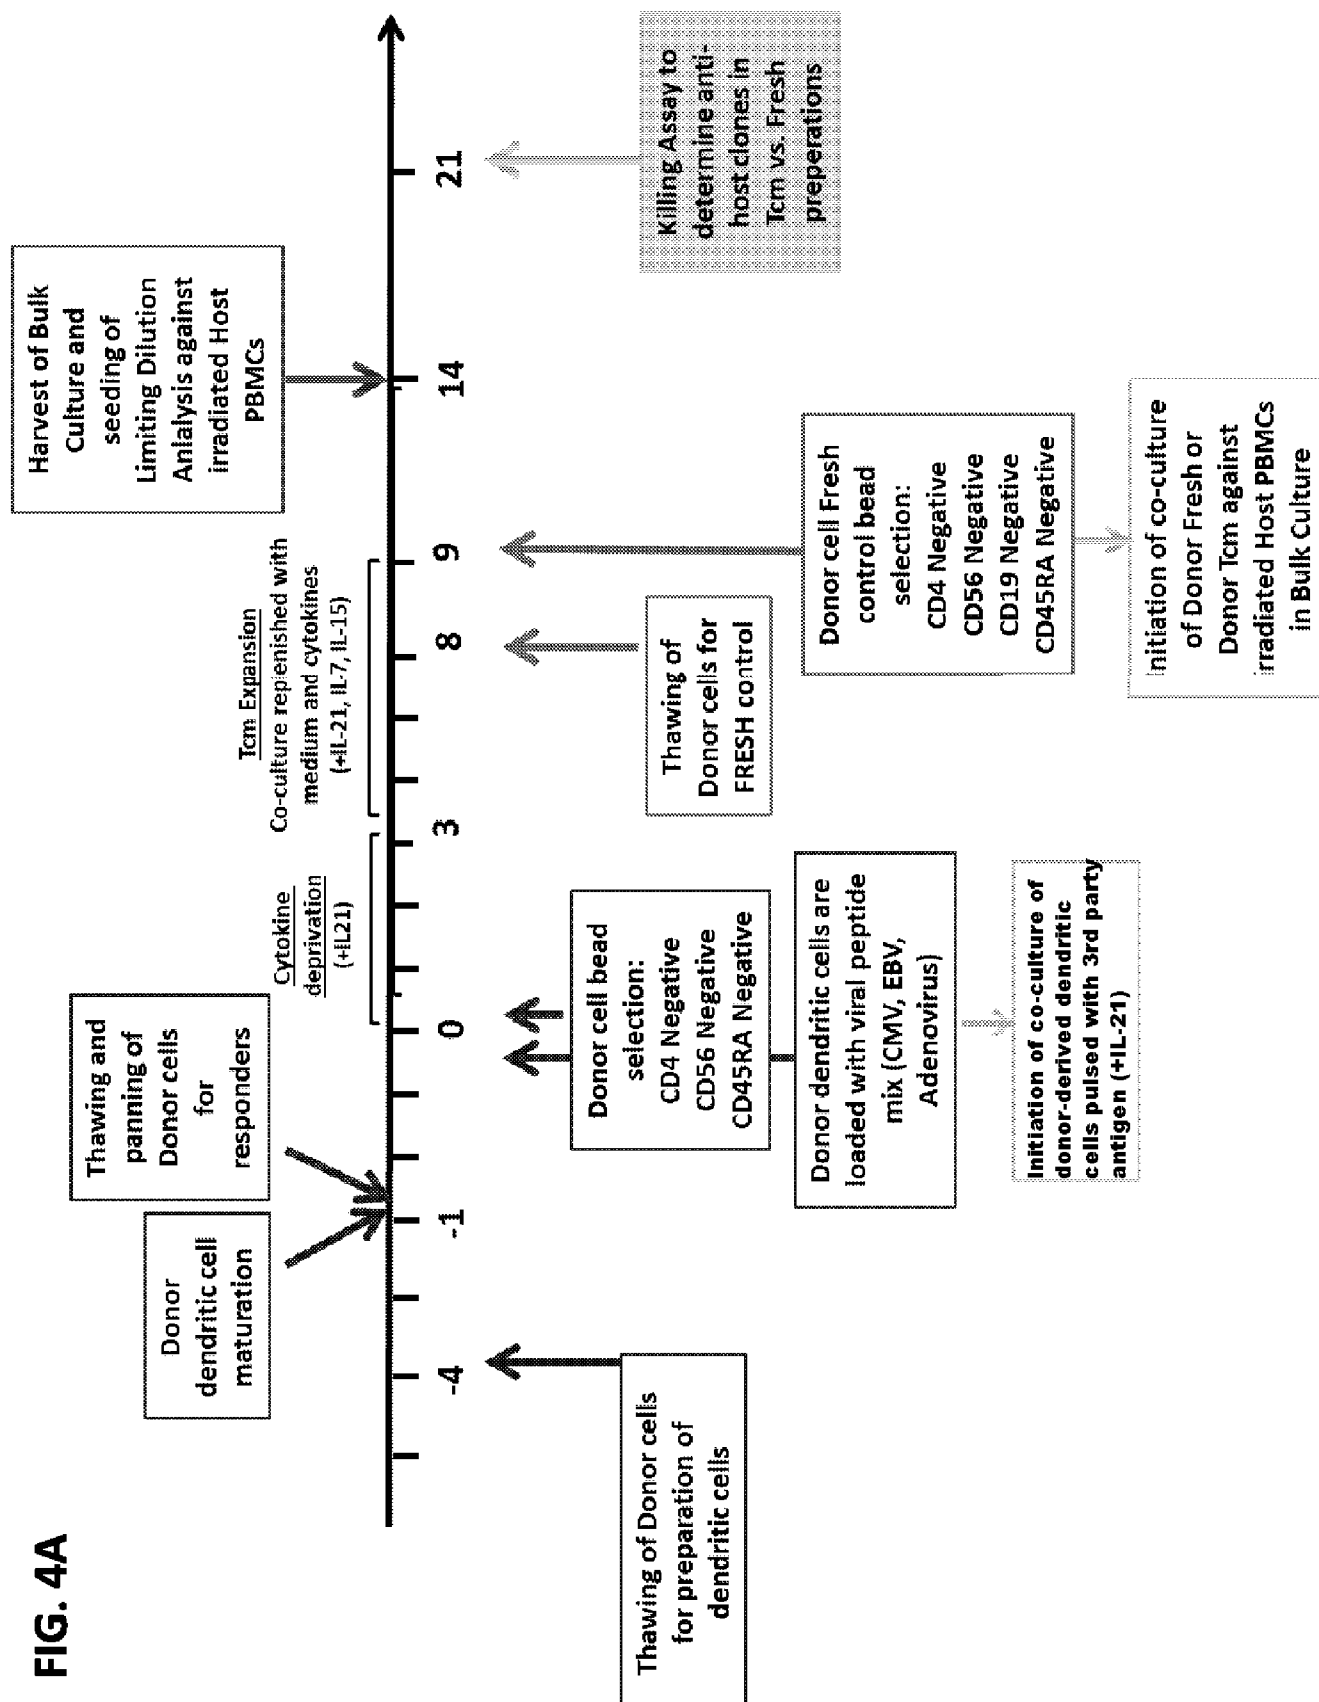 FIG. 4A
Donor
dendritic cell
maturation
Thawing and
panning of
Donor cells
for
responders
Cytokine
deprivation
(+IL21)
Tcm Expansion
Co-culture replenished with
medium and cytokines
(+IL-21, IL-7, IL-15)
Harvest of Bulk
Culture and
seeding of
Limiting Dilution
Anlalysis against
irradiated Host
PBMCs
-4
-1
0
3
8
9
14
21
Thawing of Donor cells
for preparation of
dendritic cells
Donor cell bead
selection:
CD4 Negative
CD56 Negative
CD45RA Negative
Donor dendritic cells are
loaded with viral peptide
mix (CMV, EBV,
Adenovirus)
Initiation of co-culture of
donor-derived dendritic
cells pulsed with 3rd party
antigen (+IL-21)
Thawing of
Donor cells for
FRESH control
Donor cell Fresh
control bead
selection:
CD4 Negative
CD56 Negative
CD19 Negative
CD45RA Negative
Initiation of co-culture
of Donor Fresh or
Donor Tcm against
irradiated Host PBMCs
in Bulk Culture
Killing Assay to
determine anti-
host clones in
Tcm vs. Fresh
preperations